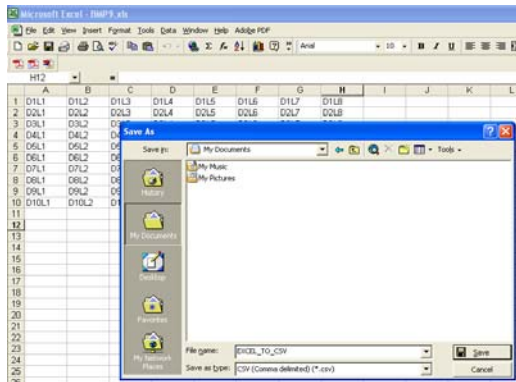 Microsoft Excel - BMP9.xls
File Edit View Insert Format Tools Data Window Help Adobe PDF
Arial 10 B I U
H12 =
A B C D E F G H I J K L
1 D1L1 D1L2 D1L3 D1L4 D1L5 D1L6 D1L7 D1L8
2 D2L1 D2L2 D2L3 D2L4 D2L5 D2L6 D2L7 D2L8
3 D3L1 D3L2
4 D4L1 D4L2
5 D5L1 D5L2
6 D6L1 D6L2
7 D7L1 D7L2
8 D8L1 D8L2
9 D9L1 D9L2
10 D10L1 D10L2
11
12
13
14
15
16
17
18
19
20
21
22
23
24
25
Save As
Save in: My Documents Tools
My Music
My Pictures
History
My Documents
Desktop
Favorites
My Network Places
File name: EXCEL_TO_CSV Save
Save as type: CSV (Comma delimited) (*.csv) Cancel